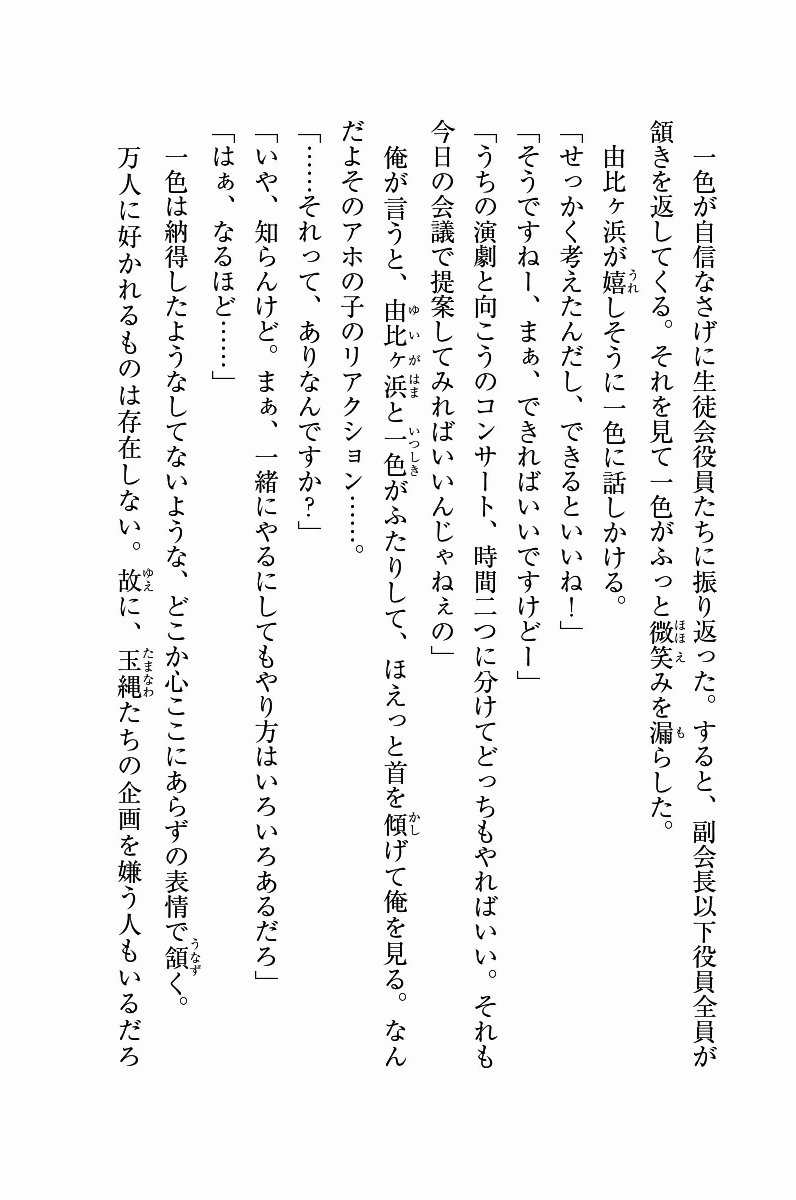 一色が自信なさげに生徒会役員たちに振り返った。すると、副会長以下役員全員が
頷きを返してくる。それを見て一色がふっと微笑みを漏らした。
　由比ヶ浜が嬉しそうに一色に話しかける。
「せっかく考えたんだし、できるといいね！」
「そうですねー、まぁ、できればいいですけどー」
「うちの演劇と向こうのコンサート、時間二つに分けてどっちもやればいい。それも
今日の会議で提案してみればいいんじゃねぇの」
　俺が言うと、由比ヶ浜と一色がふたりして、ほえっと首を傾げて俺を見る。なん
だよそのアホの子のリアクション……。
「……それって、ありなんですか？」
「いや、知らんけど。まぁ、一緒にやるにしてもやり方はいろいろあるだろ」
「はぁ、なるほど……」
　一色は納得したようなしてないような、どこか心ここにあらずの表情で頷く。
　万人に好かれるものは存在しない。故に、玉縄たちの企画を嫌う人もいるだろ